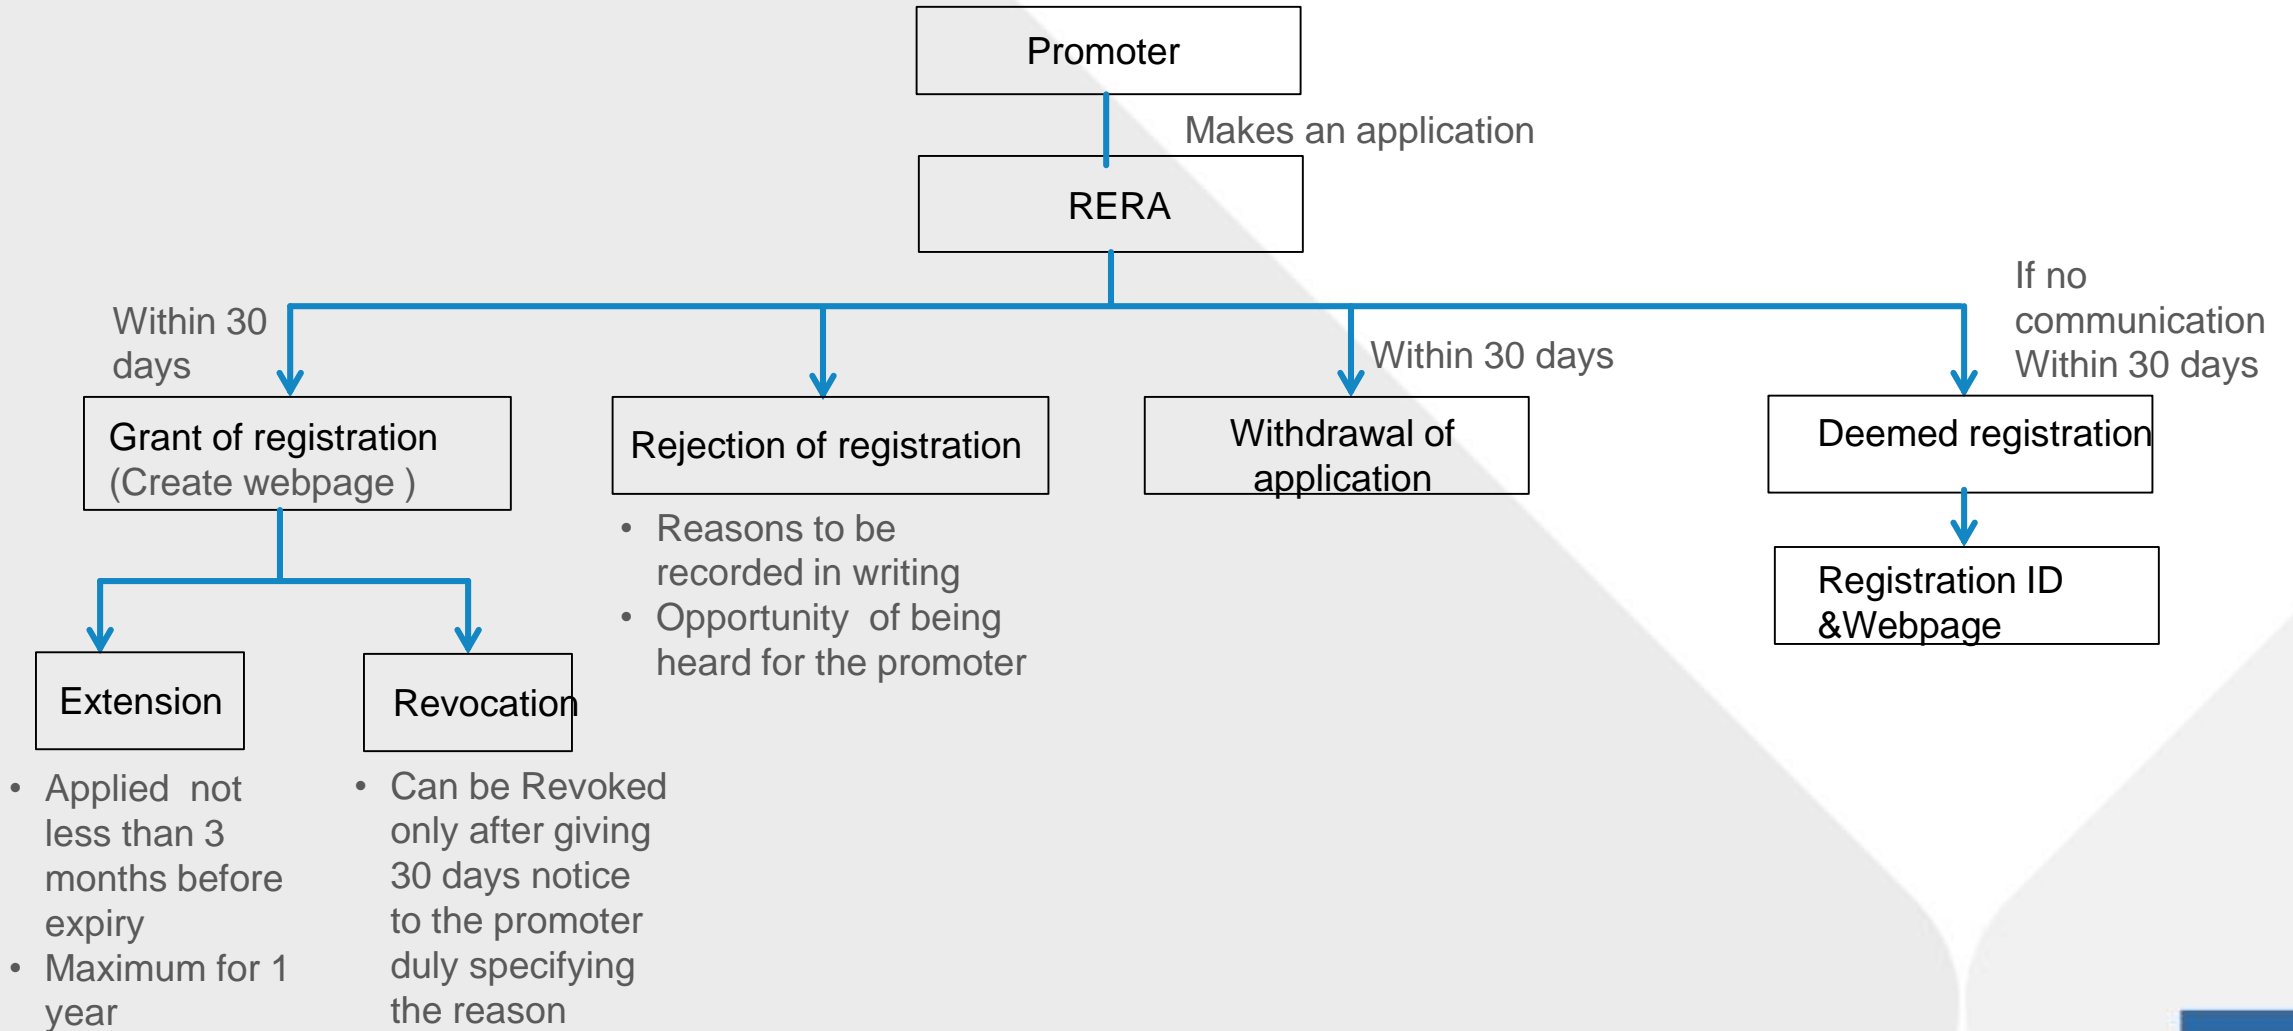 Promoter
Makes an application
RERA
Within 30
days
Within 30 days
If no
communication
Within 30 days
Grant of registration
(Create webpage )
Rejection of registration
Withdrawal of
application
Deemed registration
• Reasons to be
recorded in writing
• Opportunity  of being
heard for the promoter
Registration ID
&Webpage
Extension
Revocation
• Applied  not
less than 3
months before
expiry
• Maximum for 1
year
• Can be Revoked
only after giving
30 days notice
to the promoter
duly specifying
the reason